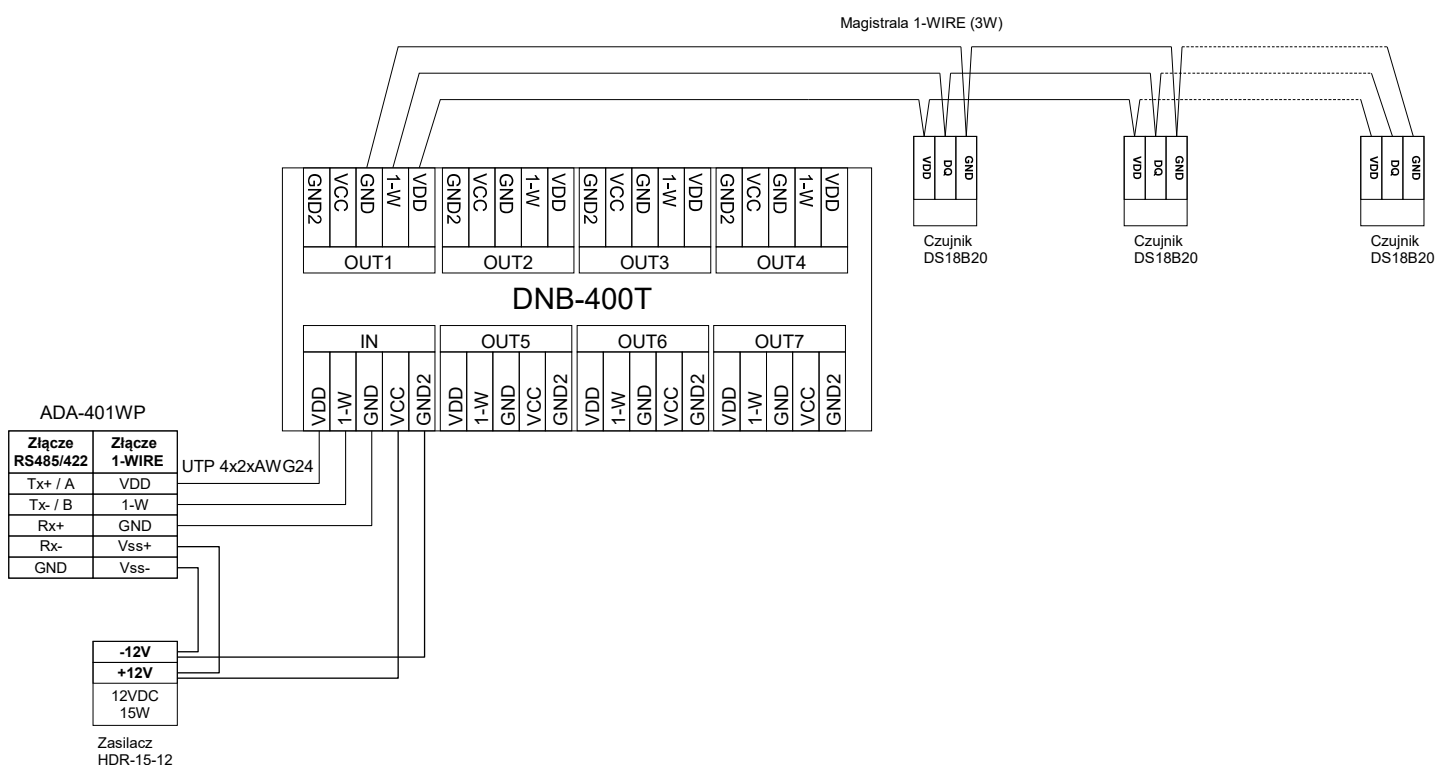 Magistrala 1-WIRE (3W)
VDD DQ GND
VDD DQ GND
VDD DQ GND
Czujnik
DS18B20
Czujnik
DS18B20
Czujnik
DS18B20
GND2 VCC GND 1-W VDD GND2 VCC GND 1-W VDD GND2 VCC GND 1-W VDD GND2 VCC GND 1-W VDD
OUT1 OUT2 OUT3 OUT4
DNB-400T
IN OUT5 OUT6 OUT7
VDD 1-W GND VCC GND2 VDD 1-W GND VCC GND2 VDD 1-W GND VCC GND2 VDD 1-W GND VCC GND2
ADA-401WP
Złącze RS485/422 Złącze 1-WIRE
UTP 4x2xAWG24
Tx+ / A VDD
Tx- / B 1-W
Rx+ GND
Rx- Vss+
GND Vss-
-12V
+12V
12VDC
15W
Zasilacz
HDR-15-12